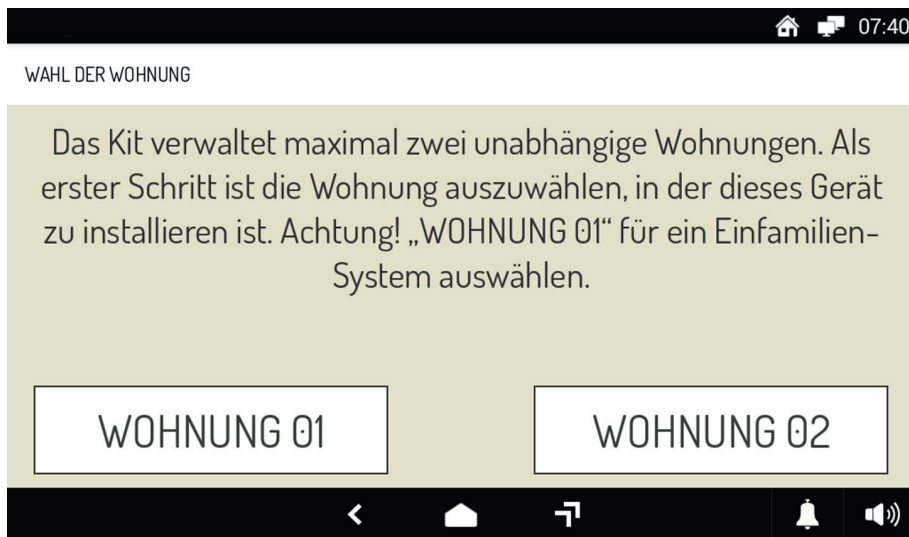 07:40
WAHL DER WOHNUNG
Das Kit verwaltet maximal zwei unabhängige Wohnungen. Als
erster Schritt ist die Wohnung auszuwählen, in der dieses Gerät
zu installieren ist. Achtung! „WOHNUNG 01“ für ein Einfamilien-
System auswählen.
WOHNUNG 01
WOHNUNG 02